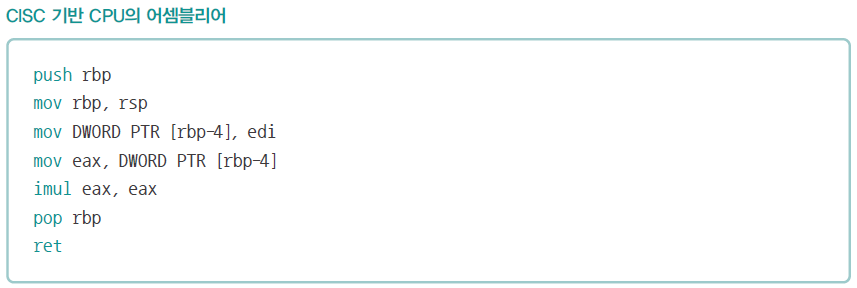 CISC 기반 CPU의 어셈블리어
push rbp
mov rbp, rsp
mov DWORD PTR [rbp-4], edi
mov eax, DWORD PTR [rbp-4]
imul eax, eax
pop rbp
ret